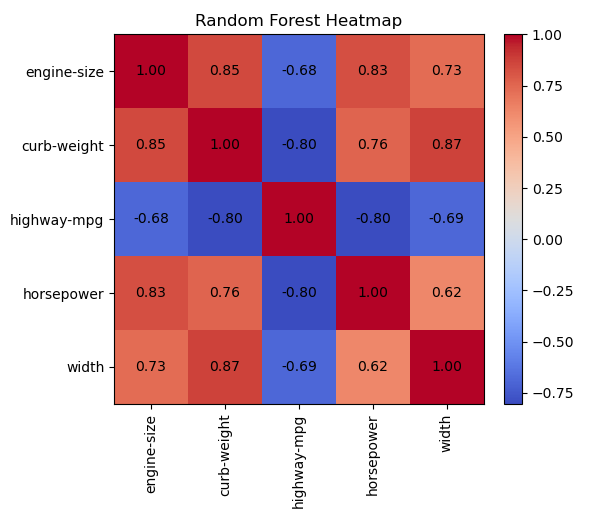 Random Forest Heatmap
engine-size 1.00 0.85 -0.68 0.83 0.73
curb-weight 0.85 1.00 -0.80 0.76 0.87
highway-mpg -0.68 -0.80 1.00 -0.80 -0.69
horsepower 0.83 0.76 -0.80 1.00 0.62
width 0.73 0.87 -0.69 0.62 1.00
engine-size
curb-weight
highway-mpg
horsepower
width
1.00
0.75
0.50
0.25
0.00
−0.25
−0.50
−0.75